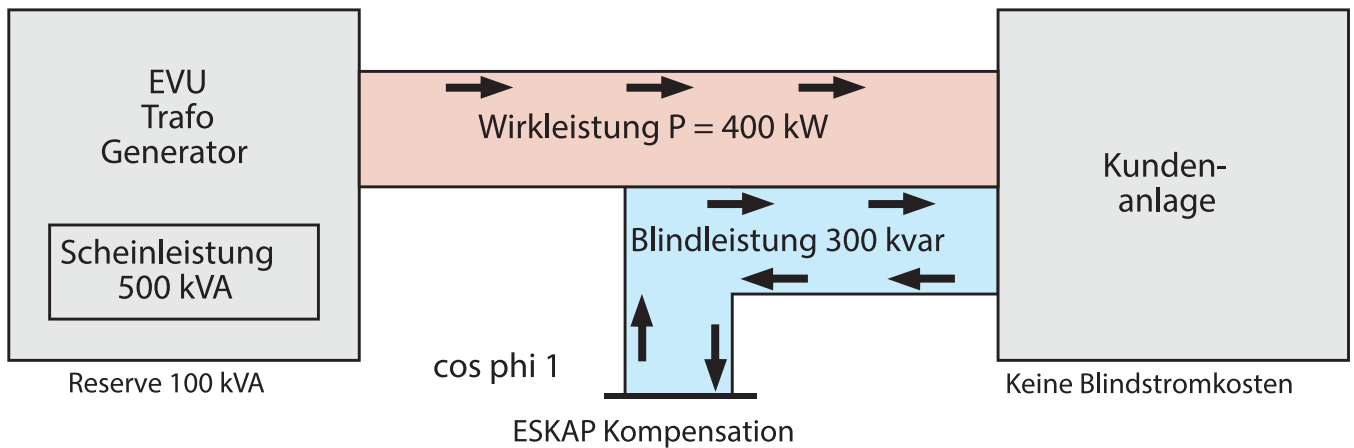 EVU
Trafo
Generator
Scheinleistung
500 kVA
Reserve 100 kVA
Wirkleistung P = 400 kW
Blindleistung 300 kvar
cos phi 1
ESKAP Kompensation
Kunden-
anlage
Keine Blindstromkosten